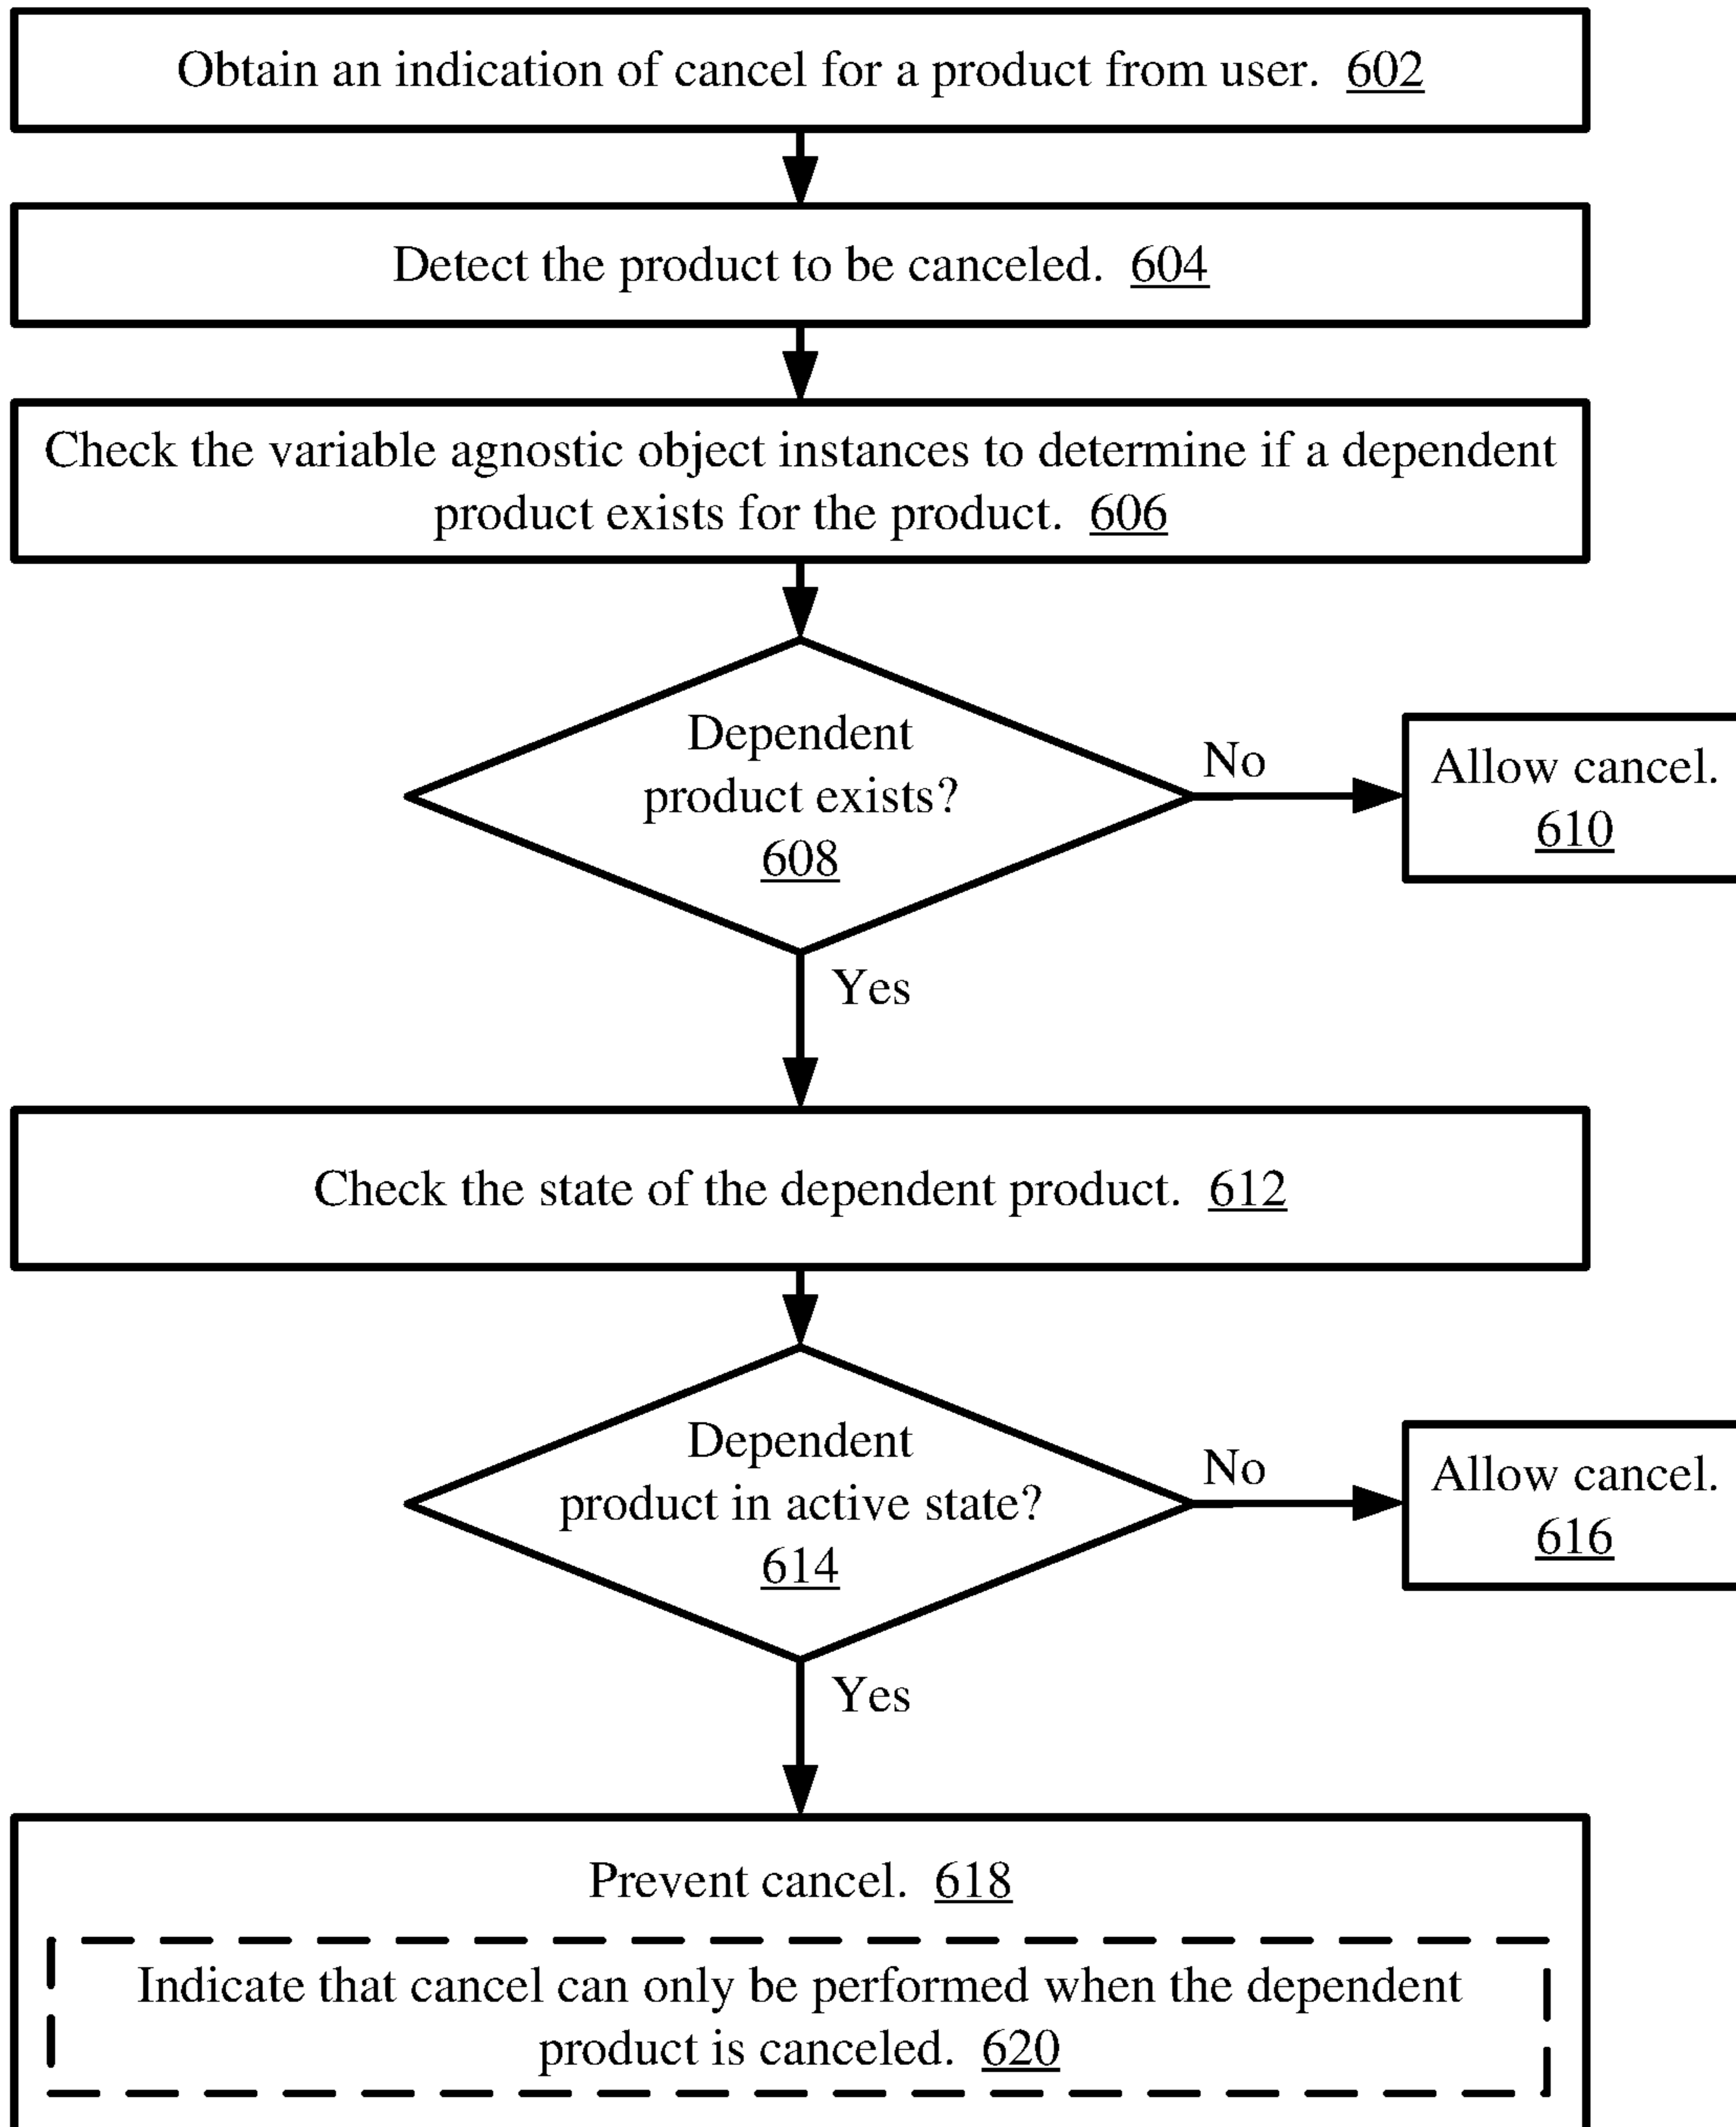 Obtain an indication of cancel for a product from user. 602
Detect the product to be canceled. 604
Check the variable agnostic object instances to determine if a dependent
product exists for the product. 606
Dependent
product exists?
608
No
Allow cancel.
610
Yes
Check the state of the dependent product. 612
Dependent
product in active state?
614
No
Allow cancel.
616
Yes
Prevent cancel. 618
Indicate that cancel can only be performed when the dependent
product is canceled. 620